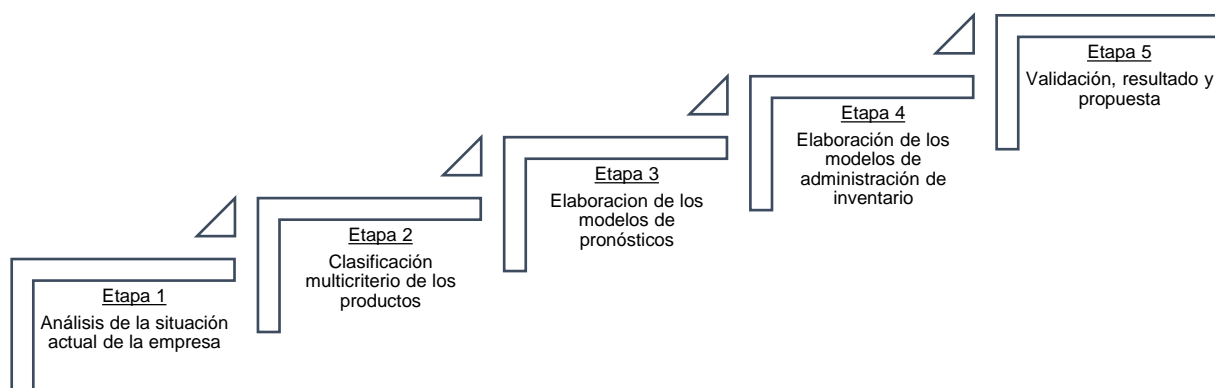 Etapa 1
Análisis de la situación
actual de la empresa
Etapa 2
Clasificación
multicriterio de los
productos
Etapa 3
Elaboracion de los
modelos de
pronósticos
Etapa 4
Elaboración de los
modelos de
administración de
inventario
Etapa 5
Validación, resultado y
propuesta